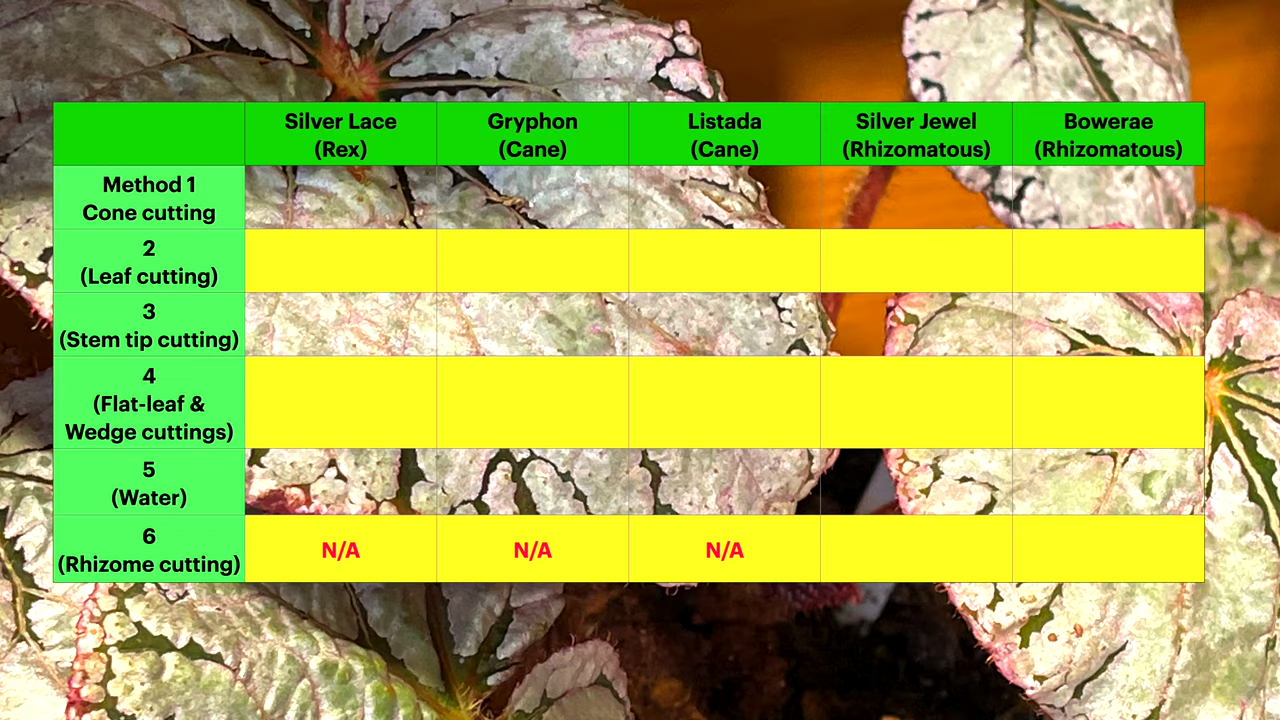 Silver Lace
(Rex)
Gryphon
(Cane)
Listada
(Cane)
Silver Jewel
(Rhizomatous)
Bowerae
(Rhizomatous)
Method 1
Cone cutting
2
(Leaf cutting)
3
(Stem tip cutting)
4
(Flat-leaf &
Wedge cuttings)
5
(Water)
6
(Rhizome cutting)
N/A
N/A
N/A